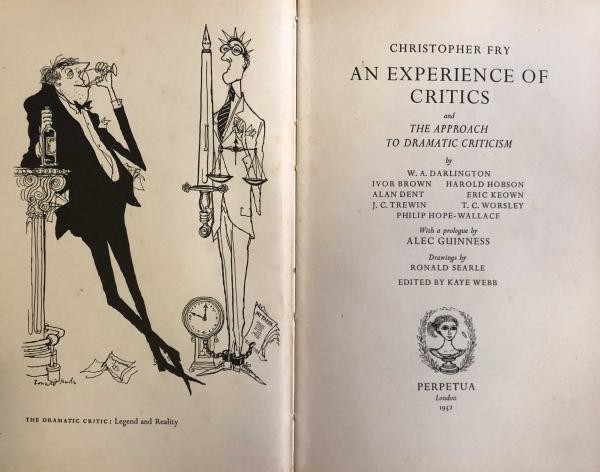 THE DRAMATIC CRITIC: Legend and Reality
CHRISTOPHER FRY
AN EXPERIENCE OF
CRITICS
and
THE APPROACH
TO DRAMATIC CRITICISM
by
W. A. DARLINGTON
IVOR BROWN HAROLD HOBSON
ALAN DENT ERIC KEOWN
J. C. TREWIN T. C. WORSLEY
PHILIP HOPE-WALLACE
With a prologue by
ALEC GUINNESS
Drawings by
RONALD SEARLE
EDITED BY KAYE WEBB
PERPETUA
London
1952